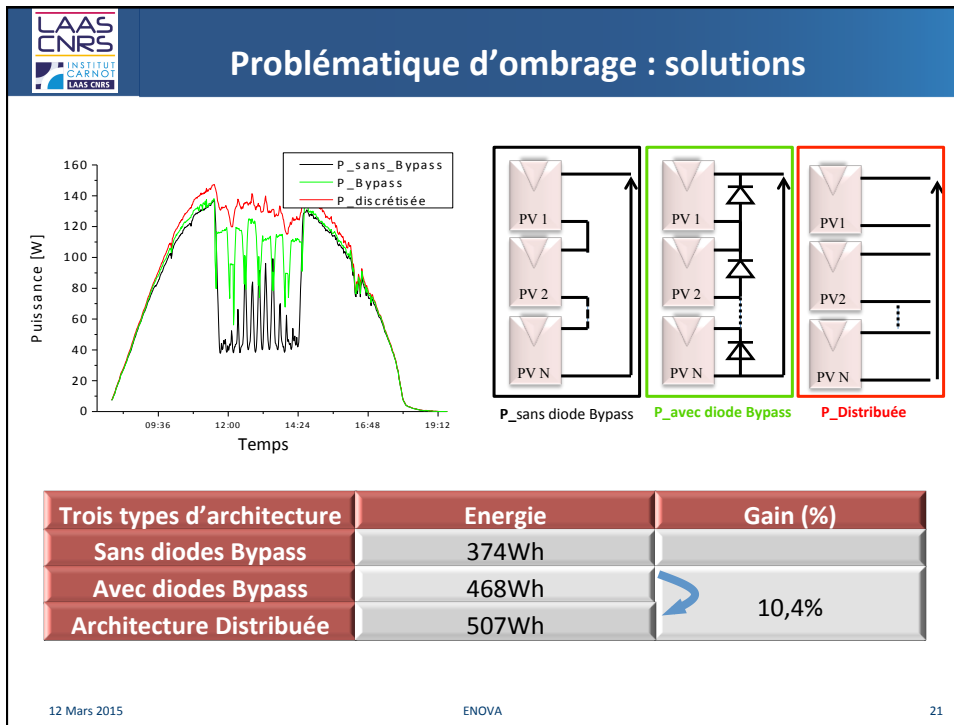 LAAS
CNRS
INSTITUT
CARNOT
LAAS CNRS
Problématique d'ombrage : solutions
Puissance [W]
160
140
120
100
80
60
40
20
0
P_sans_Bypass
P_Bypass
P_discrétisée
09:36
12:00
14:24
16:48
19:12
Temps
PV 1
PV 2
PV N
P_sans diode Bypass
PV 1
PV 2
PV N
P_avec diode Bypass
PV1
PV2
PV N
P_Distribuée
Trois types d'architecture Energie Gain (%)
Sans diodes Bypass 374Wh
Avec diodes Bypass 468Wh
10,4%
Architecture Distribuée 507Wh
12 Mars 2015 ENOVA 21